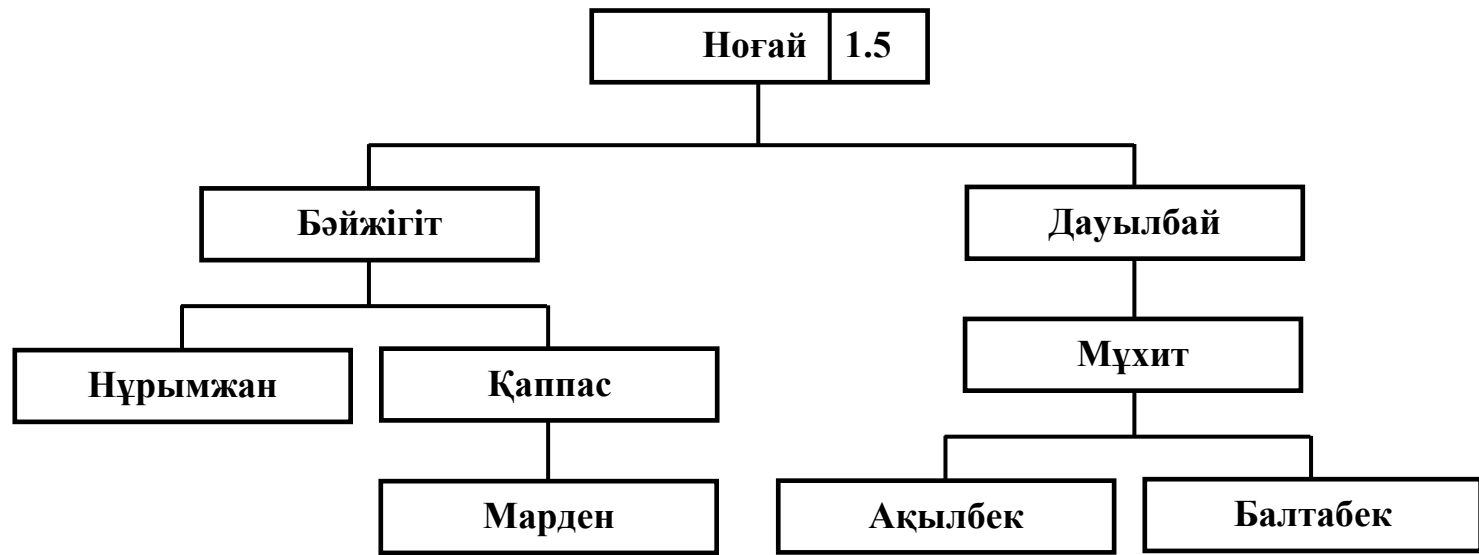 Ноғай 1.5
Бәйжігіт
Дауылбай
Нұрымжан
Қаппас
Мұхит
Марден
Ақылбек
Балтабек